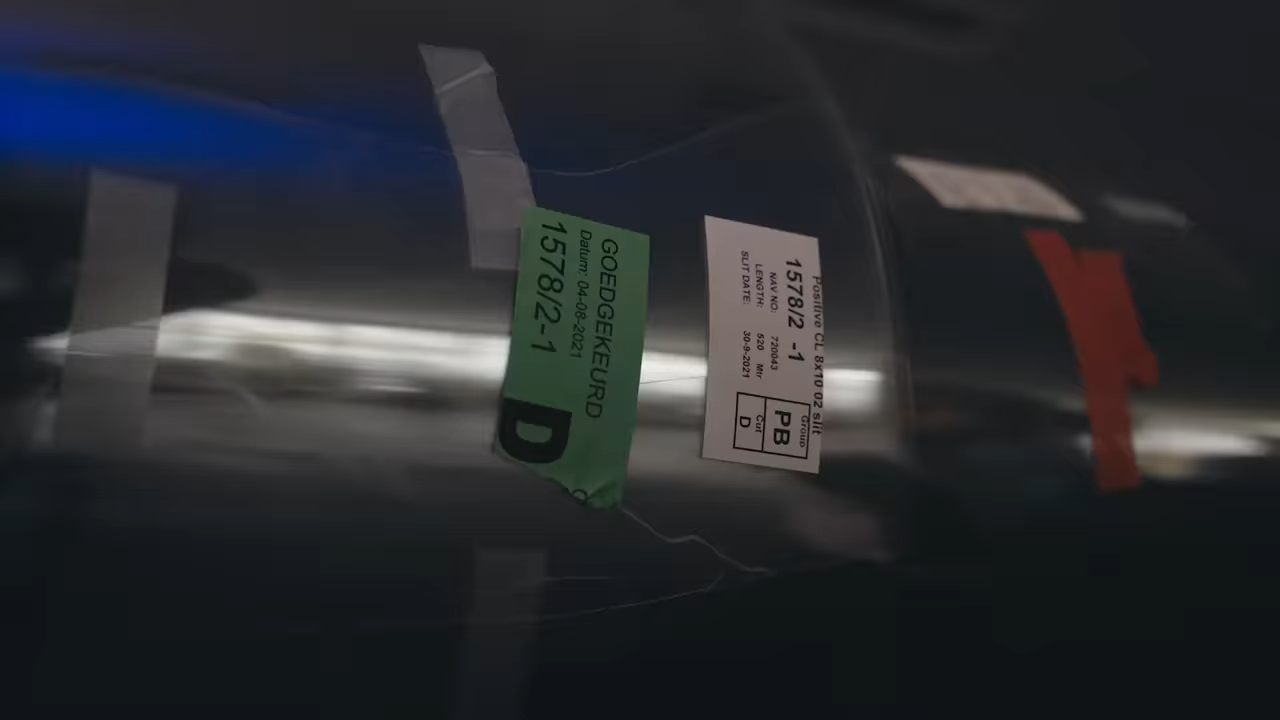 GOEDGEKEURD
Datum: 04-08-2021
1578/2-1
D
Positive CL 8x10 02 slit
1578/2 -1
NAV NO: 720043
LENGTH: 520 Mtr
SLIT DATE: 30-9-2021
Group
PB
Cut
D